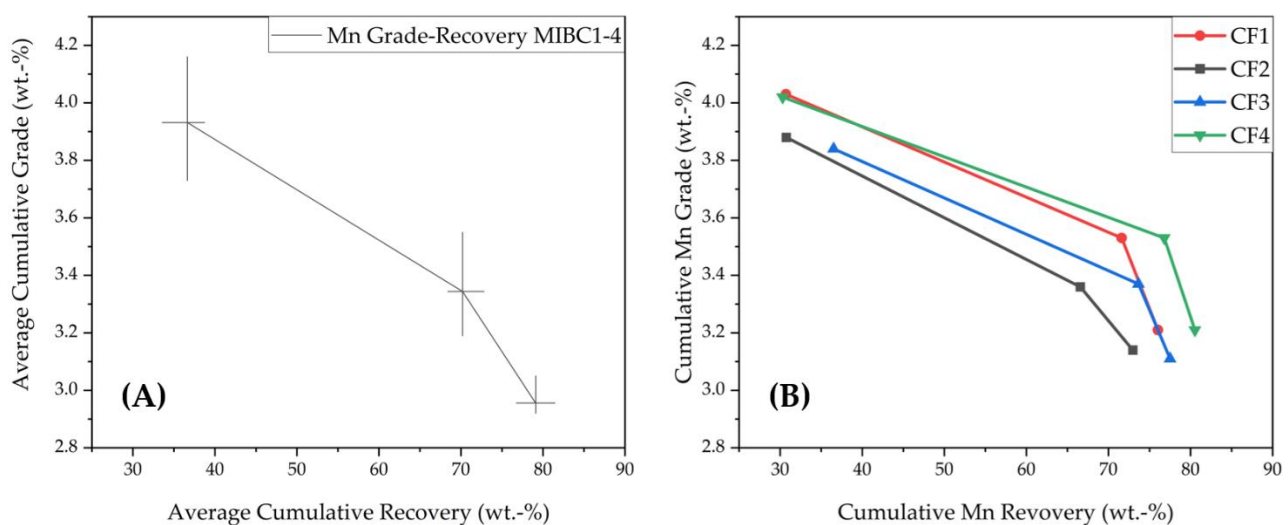 Mn Grade-Recovery MIBC1-4
Average Cumulative Grade (wt.-%)
4.2
4.0
3.8
3.6
3.4
3.2
3.0
2.8
(A)
30 40 50 60 70 80 90
Average Cumulative Recovery (wt.-%)
CF1
CF2
CF3
CF4
Cumulative Mn Grade (wt.-%)
4.2
4.0
3.8
3.6
3.4
3.2
3.0
2.8
(B)
30 40 50 60 70 80 90
Cumulative Mn Revovery (wt.-%)